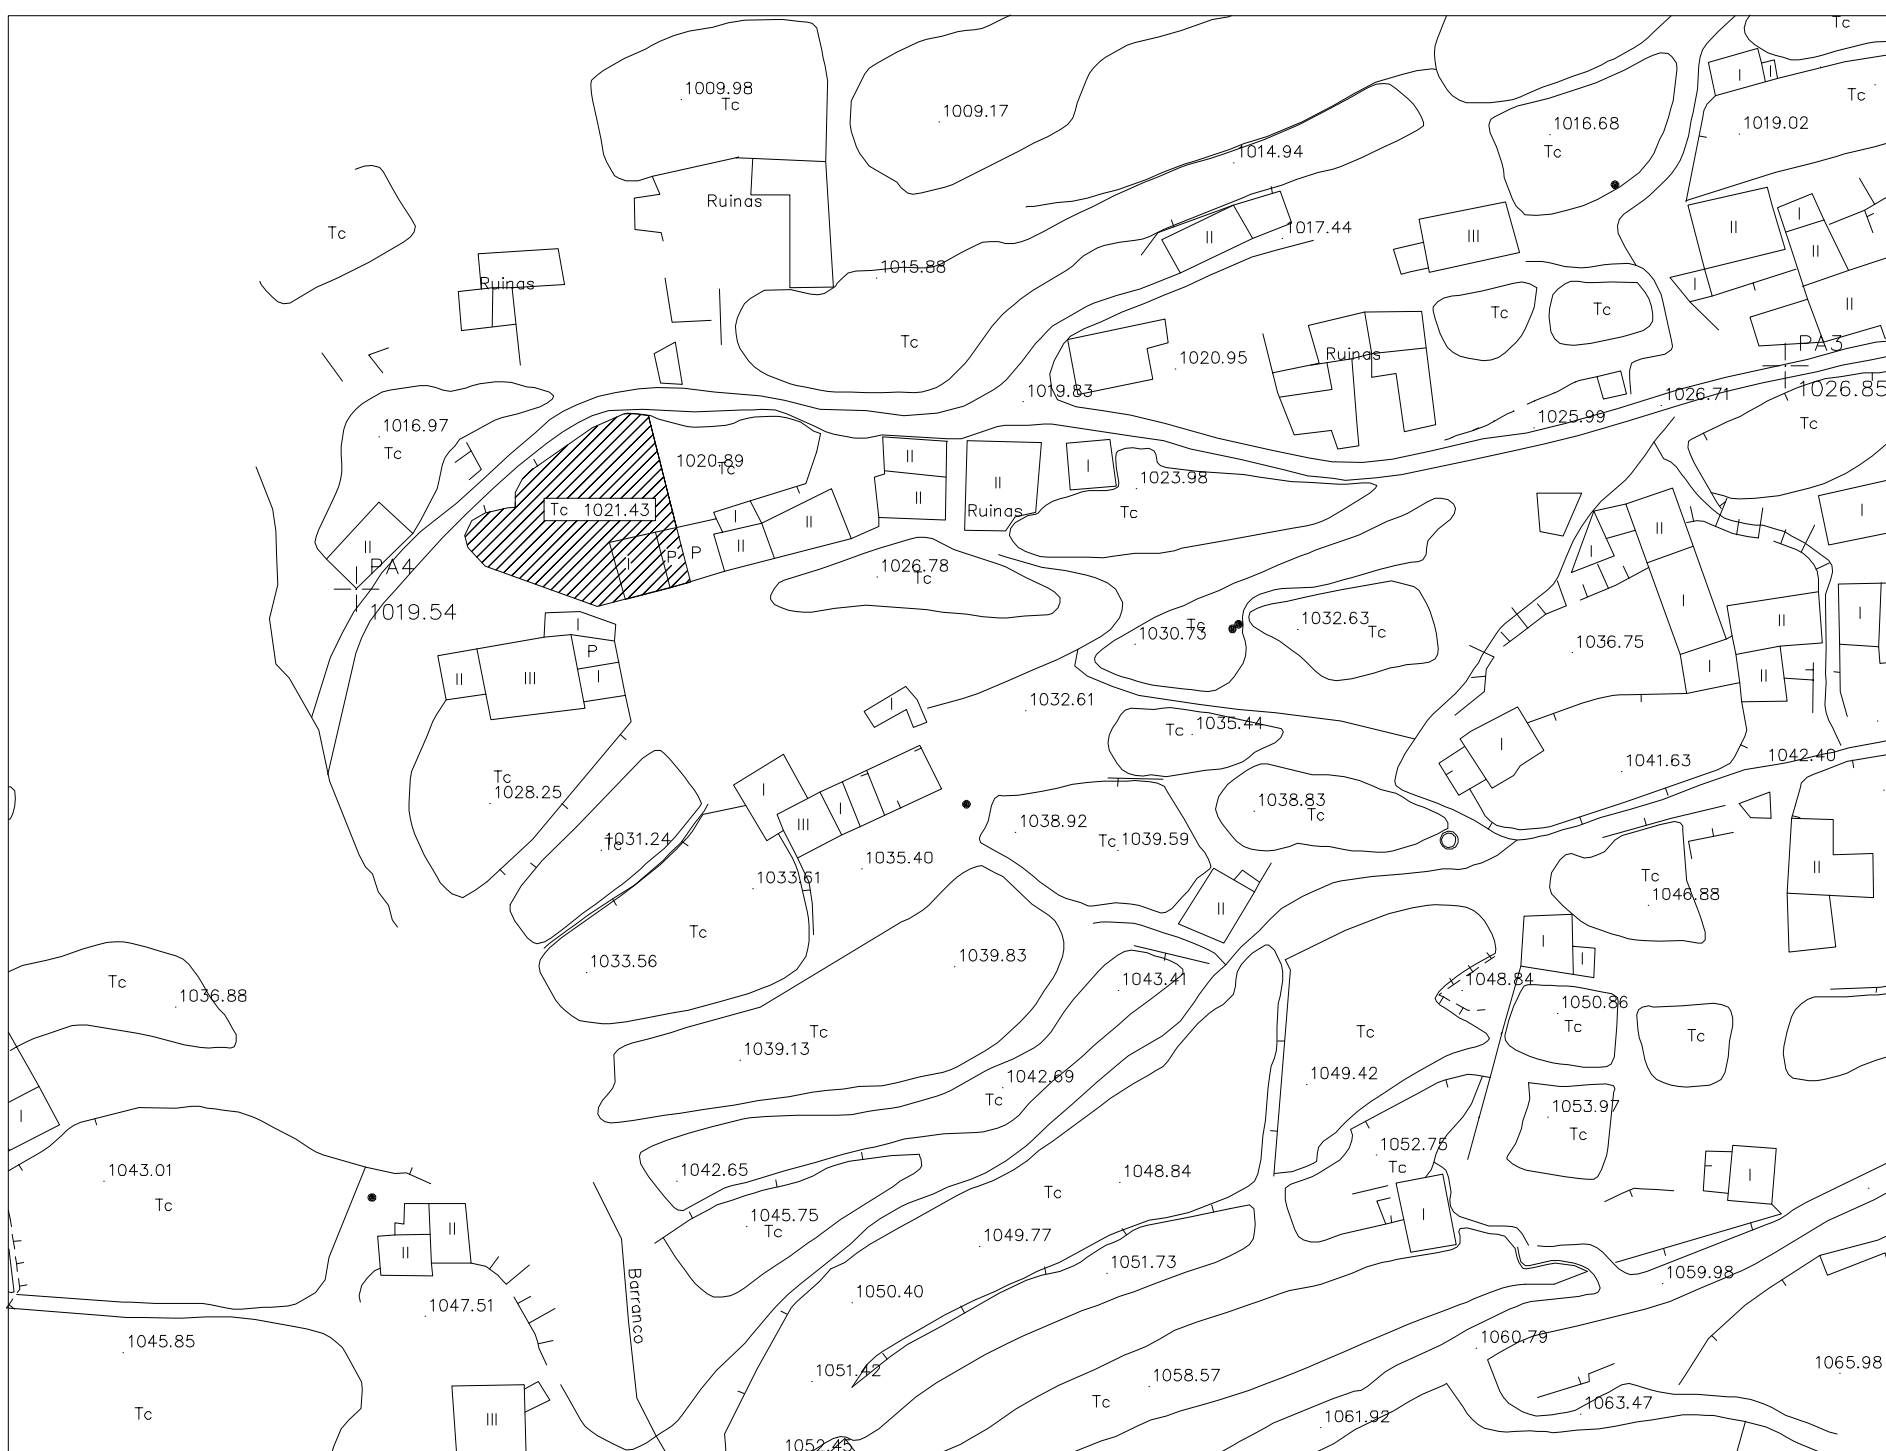 Tc
1009.98
Tc
1009.17
1016.68
Tc
1019.02
Tc
I
I
1014.94
Ruinas
Tc
1017.44
II
III
II
I
II
I
II
1015.88
Ruinas
Tc
Tc
Tc
PA3
1026.85
1020.95
Ruinas
1019.83
1026.71
1025.99
Tc
1016.97
Tc
1020.89
Tc
II
II
II
Ruinas
I
1023.98
Tc
Tc 1021.43
I
II
II
P
P
I
II
PA4
1019.54
1026.78
Tc
II
I
I
I
I
II
1030.73
Tc
1032.63
Tc
1036.75
I
II
I
P
I
II
III
1032.61
I
Tc
1035.44
I
1041.63
1042.40
Tc
1028.25
I
III
I
1031.24
Tc
1038.92
Tc
1039.59
1038.83
Tc
1035.40
1033.61
Tc
1046.88
II
II
Tc
1033.56
1039.83
1043.41
1048.84
I
I
1050.86
Tc
Tc
Tc
1036.88
Tc
1039.13
Tc
1042.69
Tc
1049.42
1053.97
Tc
I
1043.01
Tc
1042.65
1048.84
Tc
1052.75
Tc
I
I
1045.75
Tc
1049.77
1051.73
II
II
1047.51
Barranco
1050.40
1059.98
1045.85
Tc
1051.42
1058.57
Tc
1060.79
1065.98
III
1061.92
1063.47
1052.45